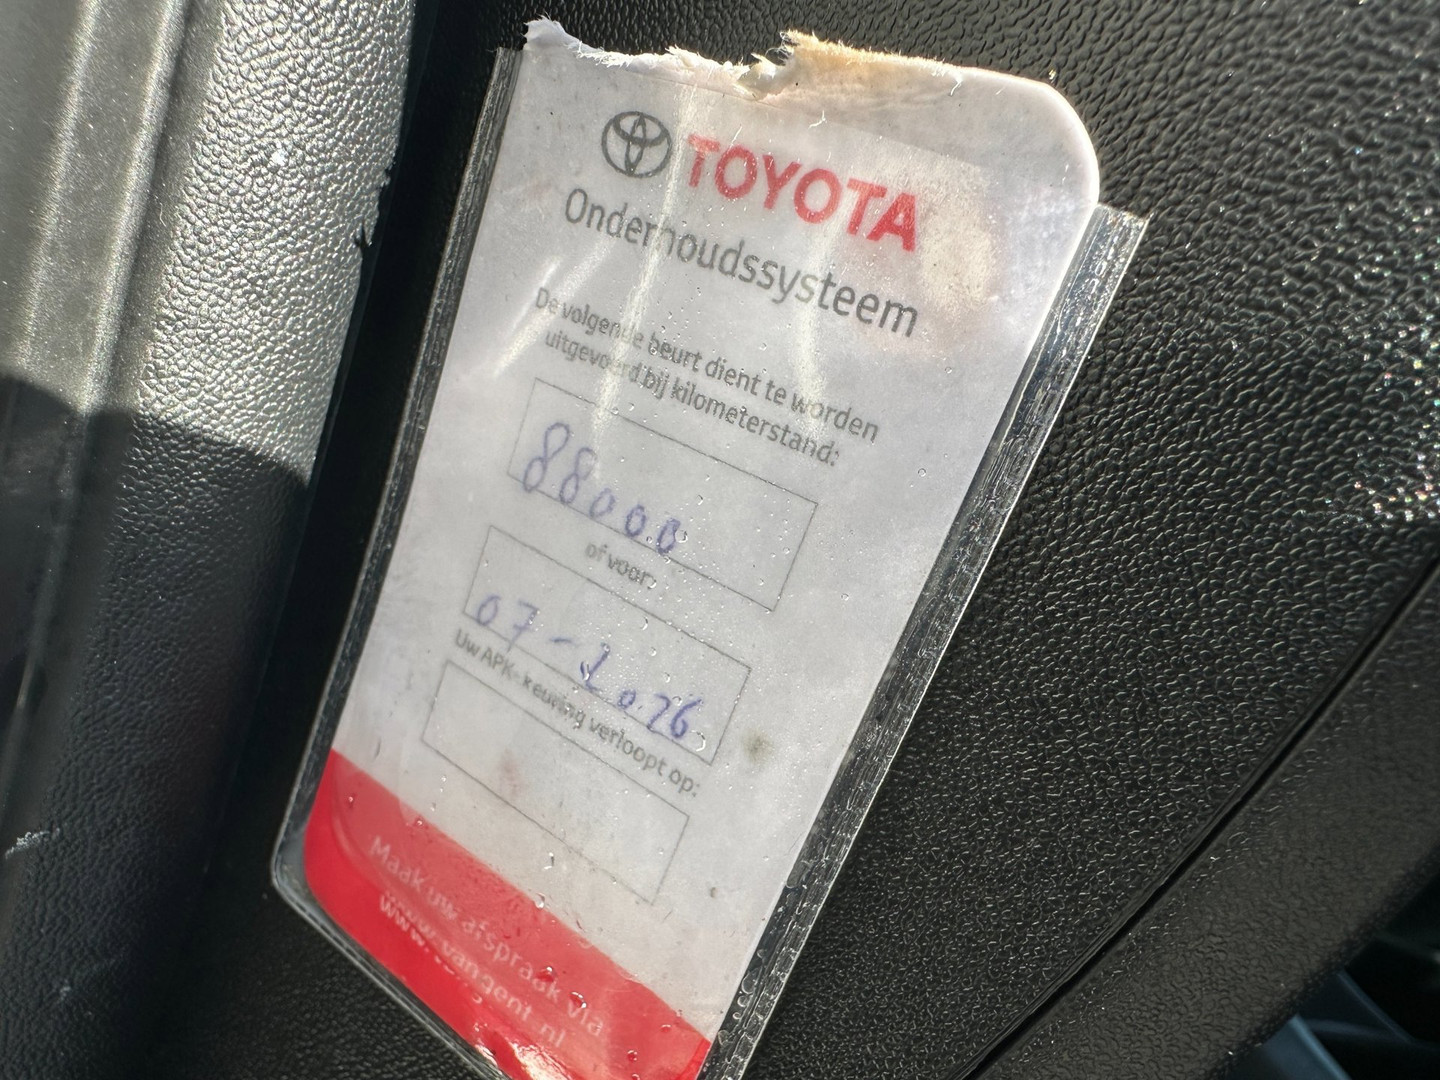 TOYOTA
Onderhoudssysteem
De volgende beurt dient te worden
uitgevoerd bij kilometerstand:
88000
of voor:
07-2026
Uw APK-keuring verloopt op:
Maak uw afspraak via
www.vangent.nl